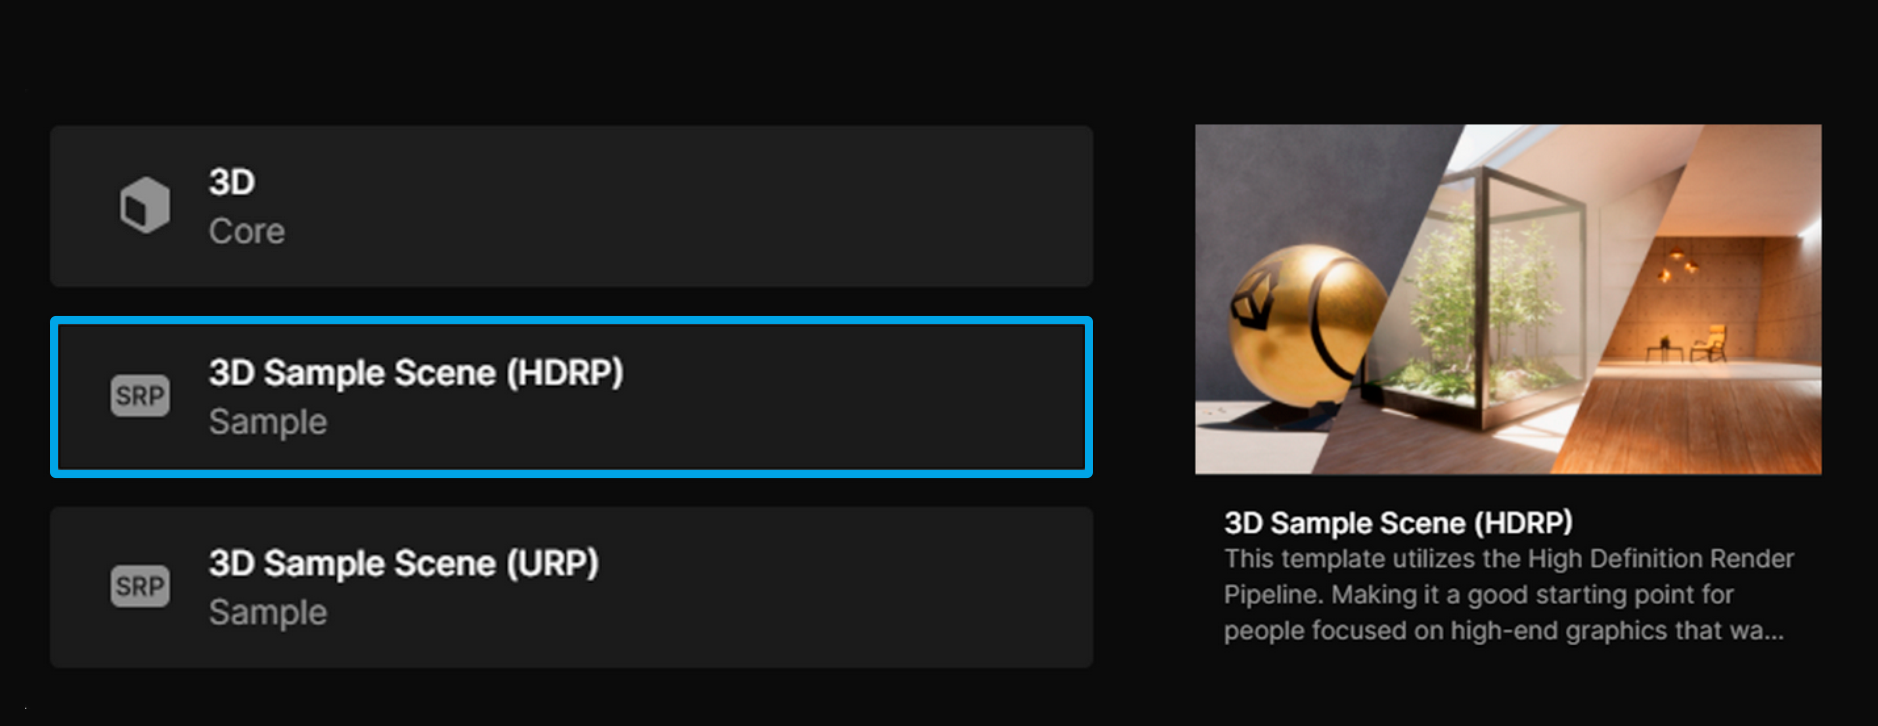 3D
Core
SRP
3D Sample Scene (HDRP)
Sample
SRP
3D Sample Scene (URP)
Sample
3D Sample Scene (HDRP)
This template utilizes the High Definition Render
Pipeline. Making it a good starting point for
people focused on high-end graphics that wa...